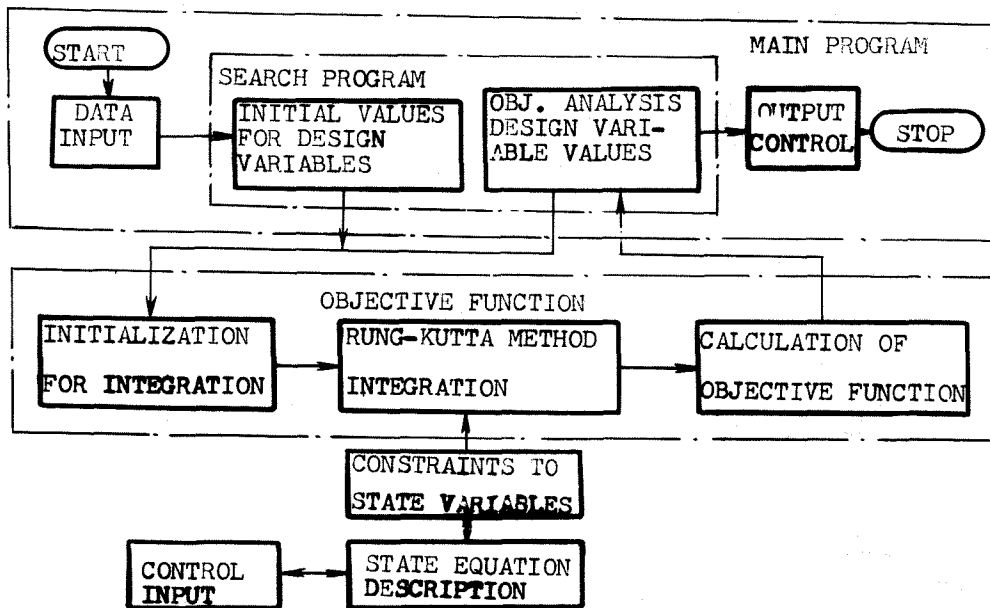 START
MAIN PROGRAM
SEARCH PROGRAM
DATA
INPUT
INITIAL VALUES
FOR DESIGN
VARIABLES
OBJ. ANALYSIS
DESIGN VARI-
ABLE VALUES
OUTPUT
CONTROL
STOP
OBJECTIVE FUNCTION
INITIALIZATION
FOR INTEGRATION
RUNG-KUTTA METHOD
INTEGRATION
CALCULATION OF
OBJECTIVE FUNCTION
CONSTRAINTS TO
STATE VARIABLES
CONTROL
INPUT
STATE EQUATION
DESCRIPTION